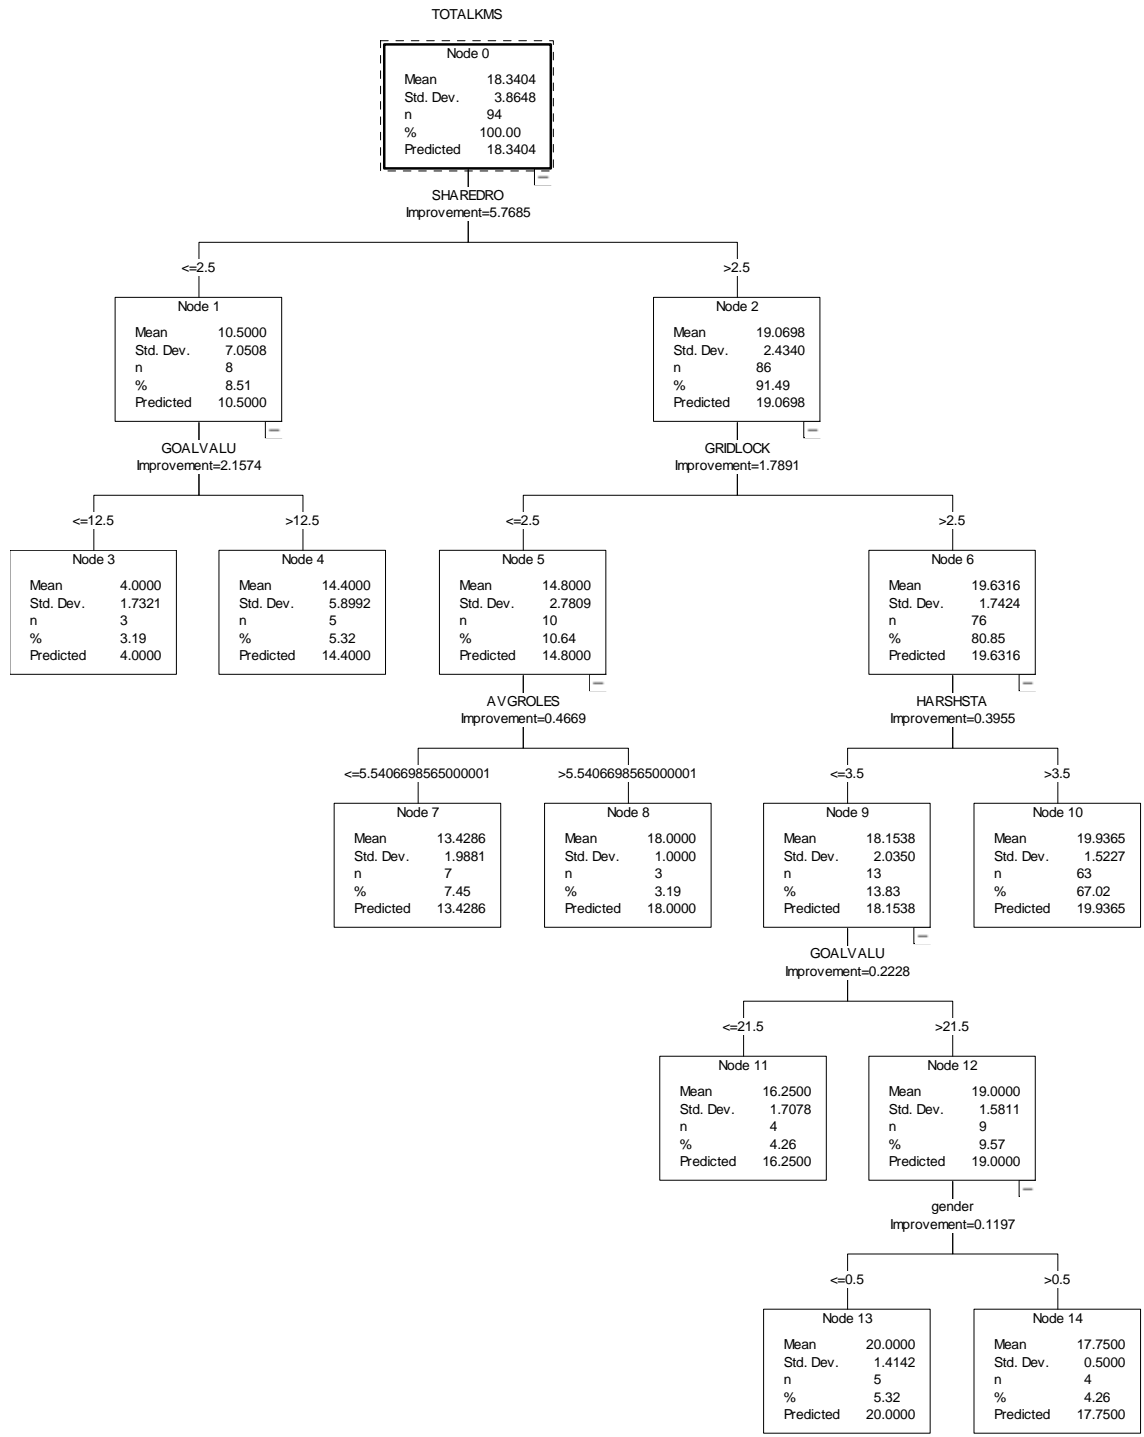 TOTALKMS
Node 0
Mean 18.3404
Std. Dev. 3.8648
n 94
% 100.00
Predicted 18.3404
SHAREDRO
Improvement=5.7685
<=2.5
>2.5
Node 1
Mean 10.5000
Std. Dev. 7.0508
n 8
% 8.51
Predicted 10.5000
Node 2
Mean 19.0698
Std. Dev. 2.4340
n 86
% 91.49
Predicted 19.0698
GOALVALU
Improvement=2.1574
GRIDLOCK
Improvement=1.7891
<=12.5
>12.5
<=2.5
>2.5
Node 3
Mean 4.0000
Std. Dev. 1.7321
n 3
% 3.19
Predicted 4.0000
Node 4
Mean 14.4000
Std. Dev. 5.8992
n 5
% 5.32
Predicted 14.4000
Node 5
Mean 14.8000
Std. Dev. 2.7809
n 10
% 10.64
Predicted 14.8000
Node 6
Mean 19.6316
Std. Dev. 1.7424
n 76
% 80.85
Predicted 19.6316
AVGROLES
Improvement=0.4669
HARSHSTA
Improvement=0.3955
<=5.5406698565000001
>5.5406698565000001
<=3.5
>3.5
Node 7
Mean 13.4286
Std. Dev. 1.9881
n 7
% 7.45
Predicted 13.4286
Node 8
Mean 18.0000
Std. Dev. 1.0000
n 3
% 3.19
Predicted 18.0000
Node 9
Mean 18.1538
Std. Dev. 2.0350
n 13
% 13.83
Predicted 18.1538
Node 10
Mean 19.9365
Std. Dev. 1.5227
n 63
% 67.02
Predicted 19.9365
GOALVALU
Improvement=0.2228
<=21.5
>21.5
Node 11
Mean 16.2500
Std. Dev. 1.7078
n 4
% 4.26
Predicted 16.2500
Node 12
Mean 19.0000
Std. Dev. 1.5811
n 9
% 9.57
Predicted 19.0000
gender
Improvement=0.1197
<=0.5
>0.5
Node 13
Mean 20.0000
Std. Dev. 1.4142
n 5
% 5.32
Predicted 20.0000
Node 14
Mean 17.7500
Std. Dev. 0.5000
n 4
% 4.26
Predicted 17.7500